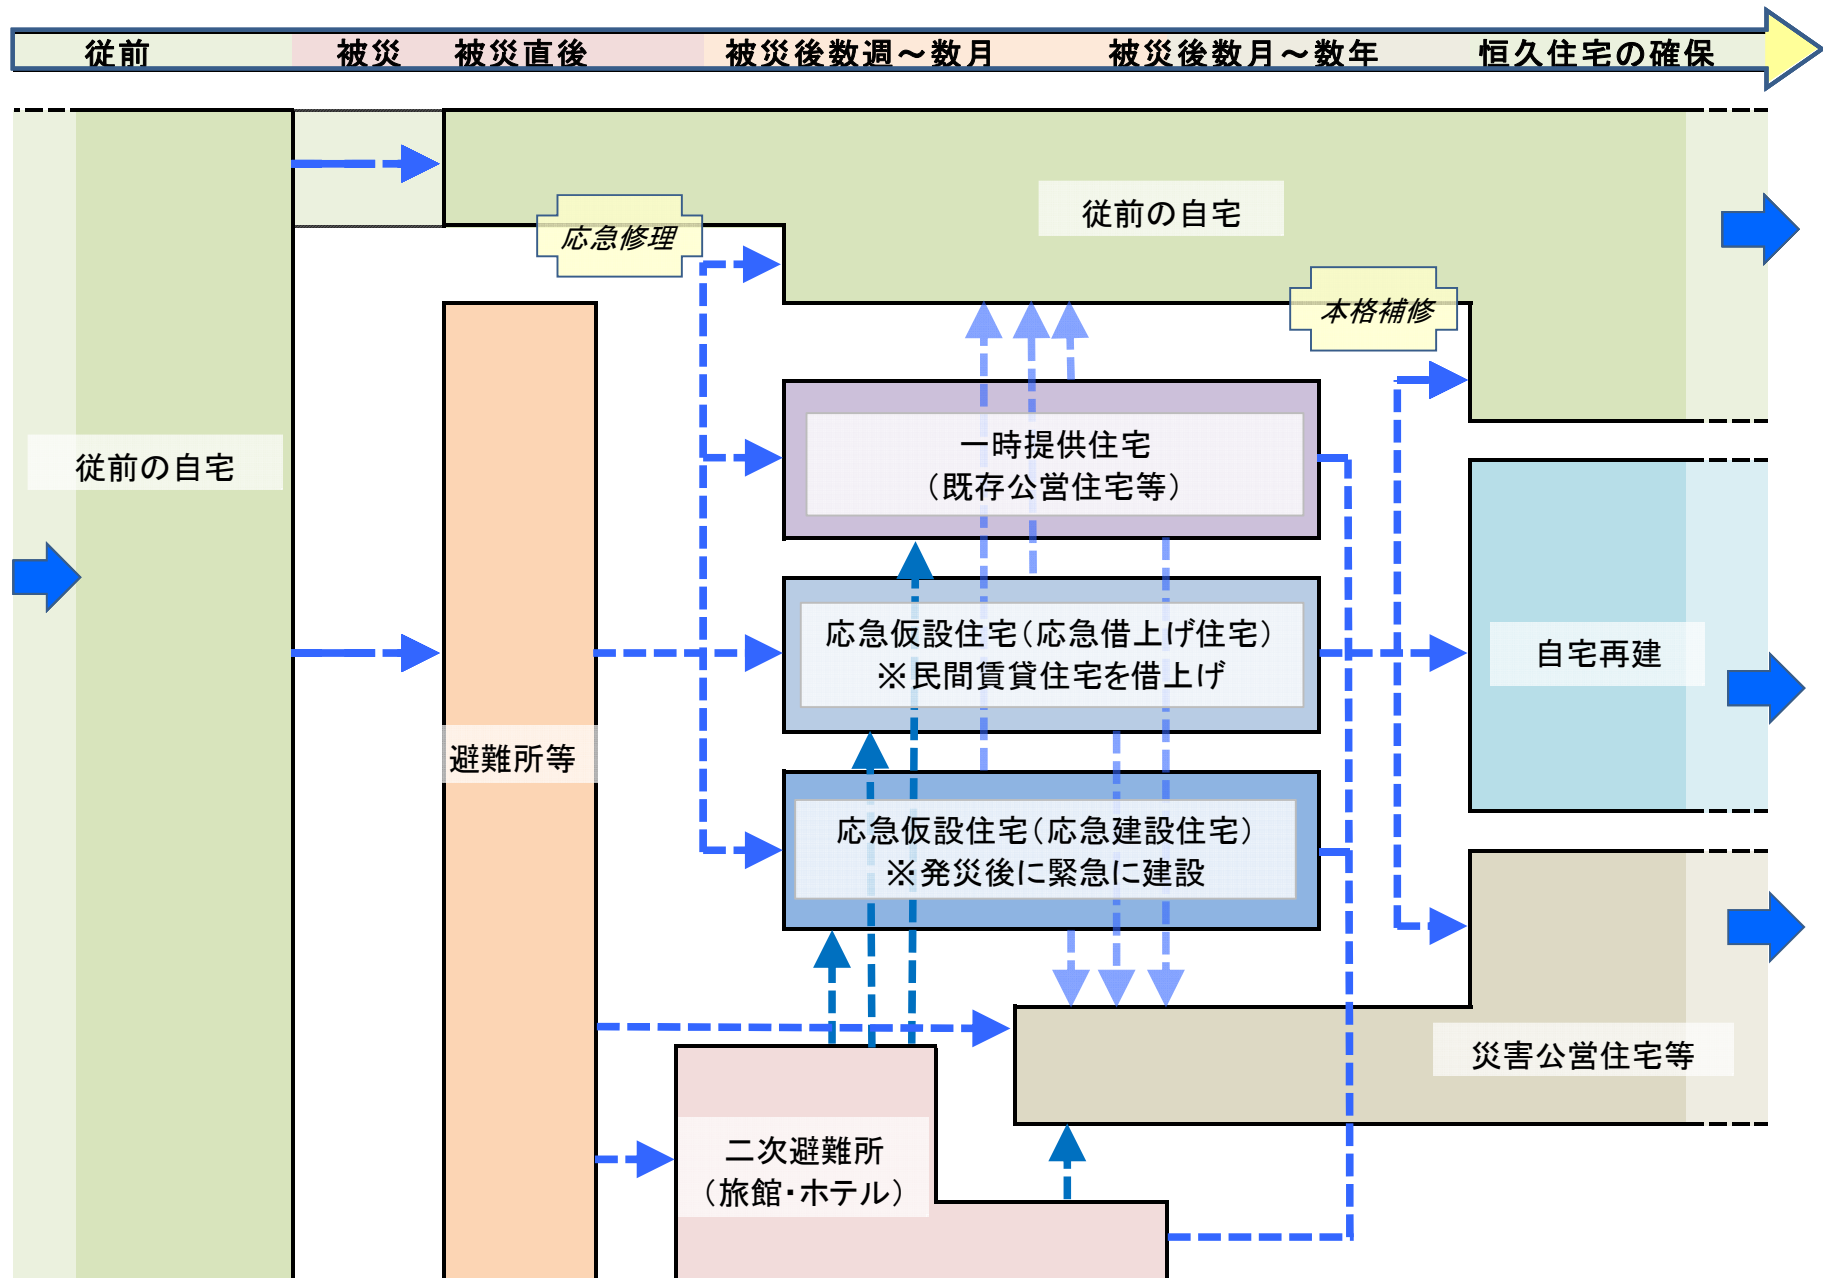 従前
被災
被災直後
被災後数週～数月
被災後数月～数年
恒久住宅の確保
従前の自宅
応急修理
本格補修
一時提供住宅
（既存公営住宅等）
従前の自宅
応急仮設住宅（応急借上げ住宅）
※民間賃貸住宅を借上げ
自宅再建
避難所等
応急仮設住宅（応急建設住宅）
※発災後に緊急に建設
災害公営住宅等
二次避難所
（旅館・ホテル）